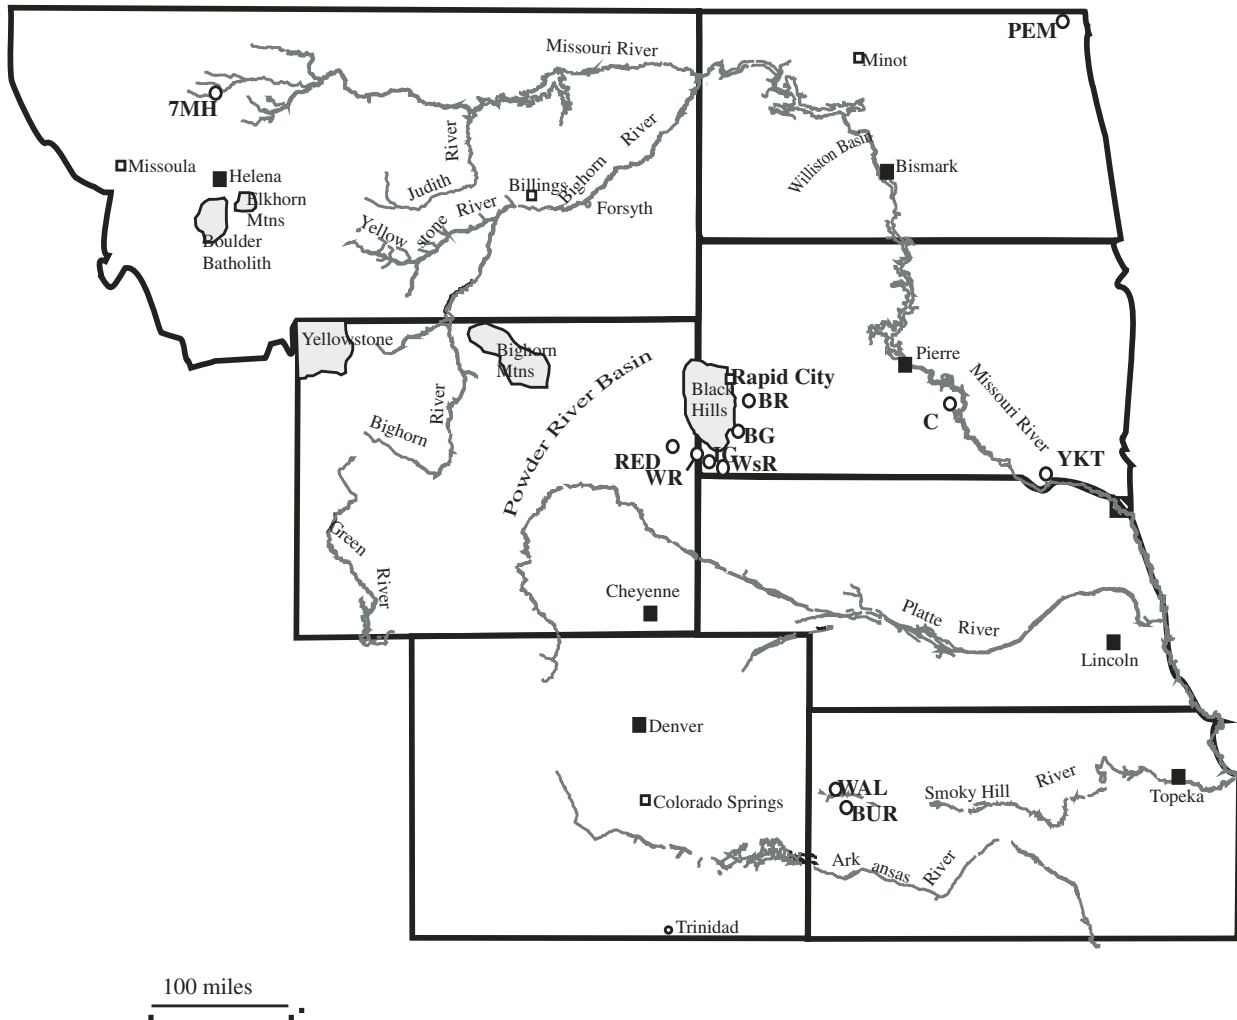 PEM
Missouri River
Minot
7MH
River
River
Williston Basin
Missoula
Helena
Bismark
Judith
Bighorn
Billings
Elkhorn
Mtns
River
Forsyth
Yellow
stone
Boulder
Batholith
Yellowstone
Bighorn
Mtns
Powder River Basin
Pierre
Missouri River
Black
Hills
Rapid City
BR
River
Bighorn
C
BG
RED
WR
IC
WsR
YKT
Green
River
Cheyenne
Platte
River
Lincoln
Denver
Colorado Springs
WAL
BUR
Smoky Hill
River
Topeka
Ark
ansas
River
Trinidad
100 miles